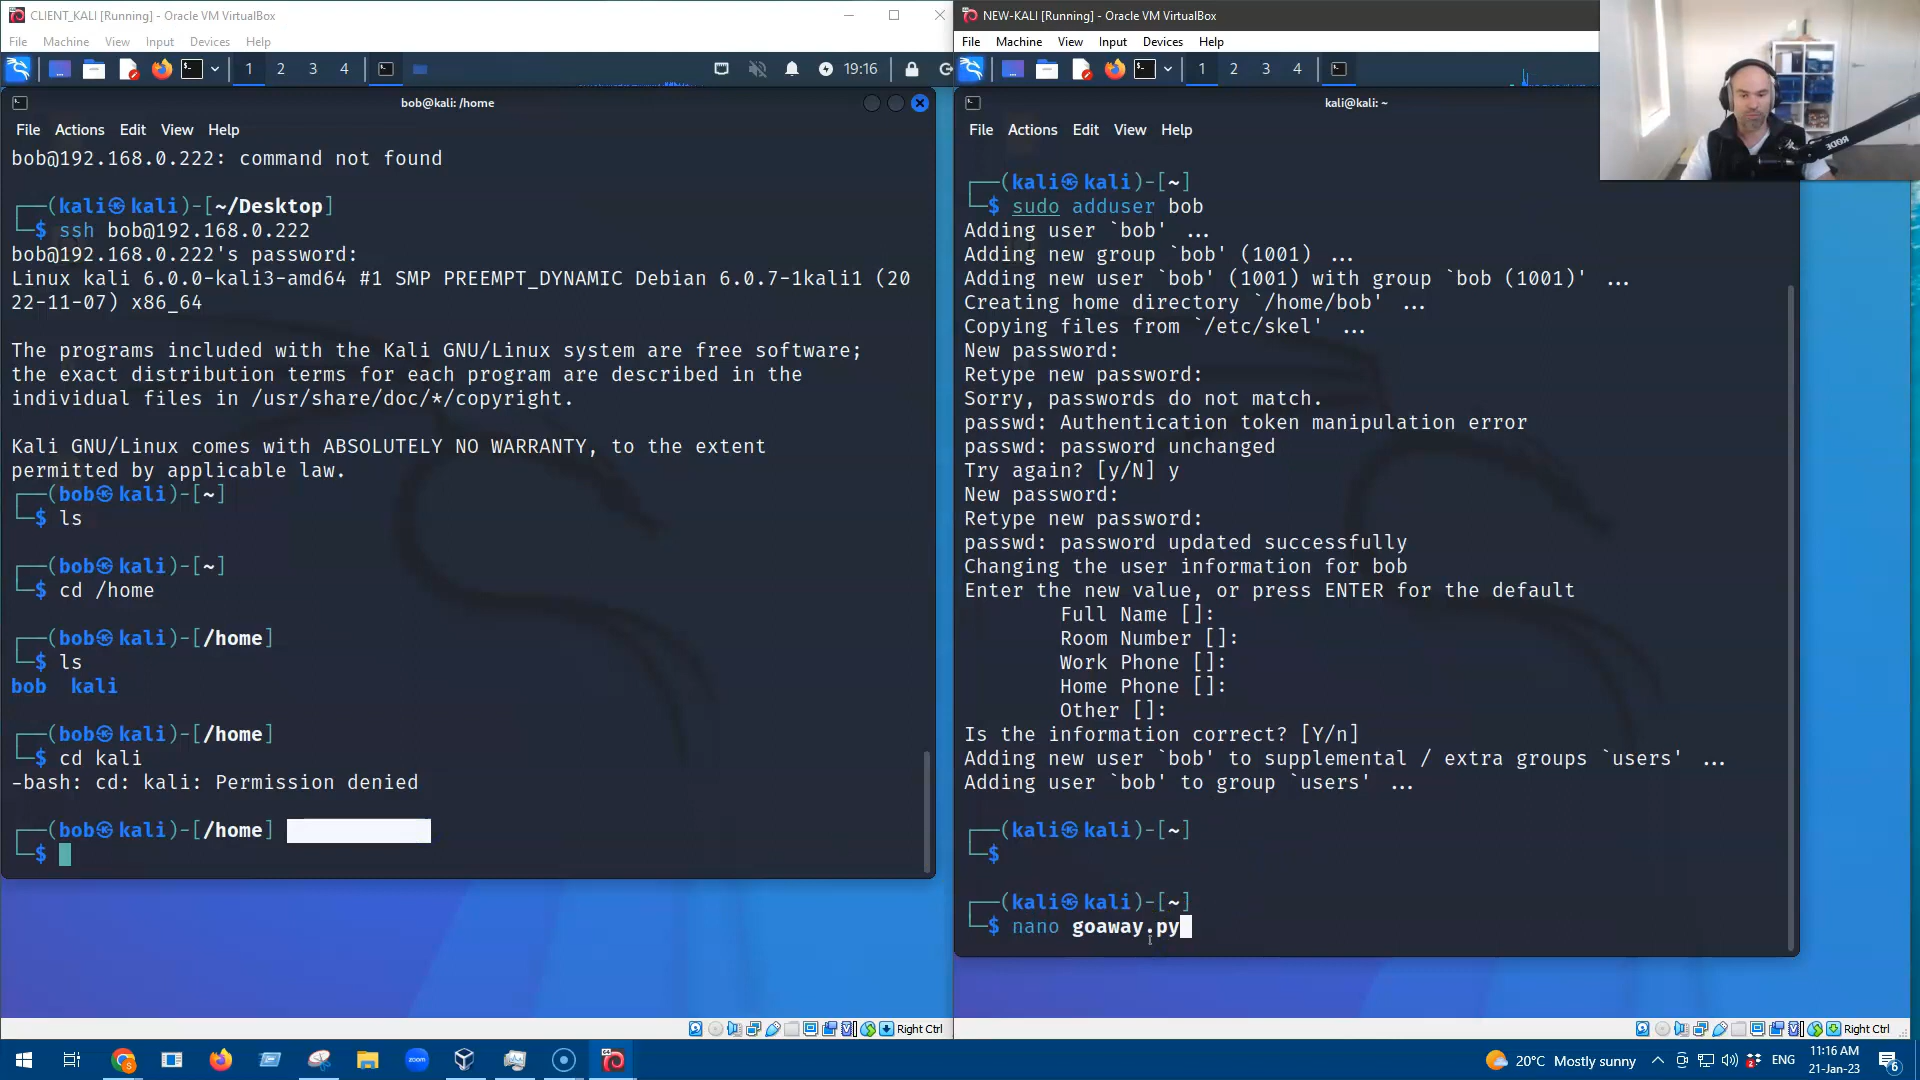 CLIENT_KALI [Running] - Oracle VM VirtualBox
File Machine View Input Devices Help
1 2 3 4
19:16
bob@kali: /home
File Actions Edit View Help
bob@192.168.0.222: command not found
┌──(kali㉿kali)-[~/Desktop]
└─$ ssh bob@192.168.0.222
bob@192.168.0.222's password:
Linux kali 6.0.0-kali3-amd64 #1 SMP PREEMPT_DYNAMIC Debian 6.0.7-1kali1 (20
22-11-07) x86_64
The programs included with the Kali GNU/Linux system are free software;
the exact distribution terms for each program are described in the
individual files in /usr/share/doc/*/copyright.
Kali GNU/Linux comes with ABSOLUTELY NO WARRANTY, to the extent
permitted by applicable law.
┌──(bob㉿kali)-[~]
└─$ ls
┌──(bob㉿kali)-[~]
└─$ cd /home
┌──(bob㉿kali)-[/home]
└─$ ls
bob kali
┌──(bob㉿kali)-[/home]
└─$ cd kali
-bash: cd: kali: Permission denied
┌──(bob㉿kali)-[/home]
└─$
Right Ctrl
NEW-KALI [Running] - Oracle VM VirtualBox
File Machine View Input Devices Help
1 2 3 4
kali@kali: ~
File Actions Edit View Help
┌──(kali㉿kali)-[~]
└─$ sudo adduser bob
Adding user `bob' ...
Adding new group `bob' (1001) ...
Adding new user `bob' (1001) with group `bob (1001)' ...
Creating home directory `/home/bob' ...
Copying files from `/etc/skel' ...
New password:
Retype new password:
Sorry, passwords do not match.
passwd: Authentication token manipulation error
passwd: password unchanged
Try again? [y/N] y
New password:
Retype new password:
passwd: password updated successfully
Changing the user information for bob
Enter the new value, or press ENTER for the default
Full Name []:
Room Number []:
Work Phone []:
Home Phone []:
Other []:
Is the information correct? [Y/n]
Adding new user `bob' to supplemental / extra groups `users' ...
Adding user `bob' to group `users' ...
┌──(kali㉿kali)-[~]
└─$
┌──(kali㉿kali)-[~]
└─$ nano goaway.py
Right Ctrl
RØDE
zoom
64
20°C Mostly sunny
ENG
11:16 AM
21-Jan-23
6